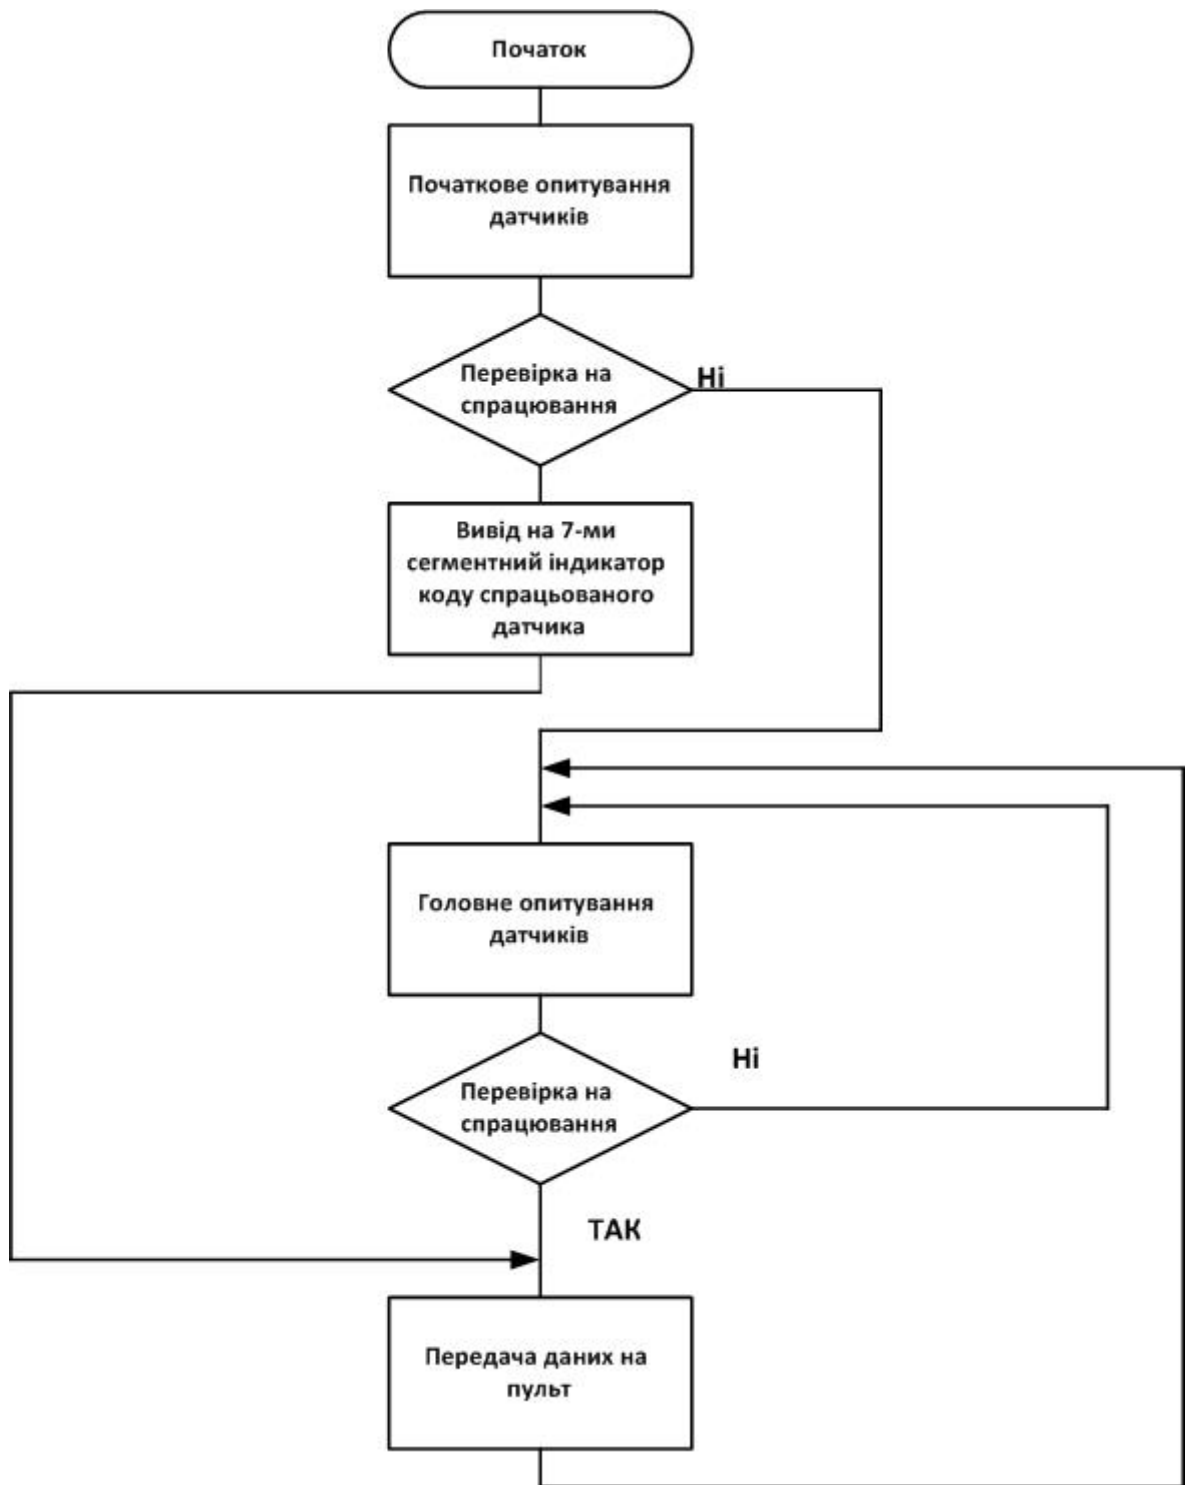 Початок
Початкове опитування
датчиків
Перевірка на
спрацювання
Ні
Вивід на 7-ми
сегментний індикатор
коду спрацьованого
датчика
Головне опитування
датчиків
Перевірка на
спрацювання
Ні
ТАК
Передача даних на
пульт